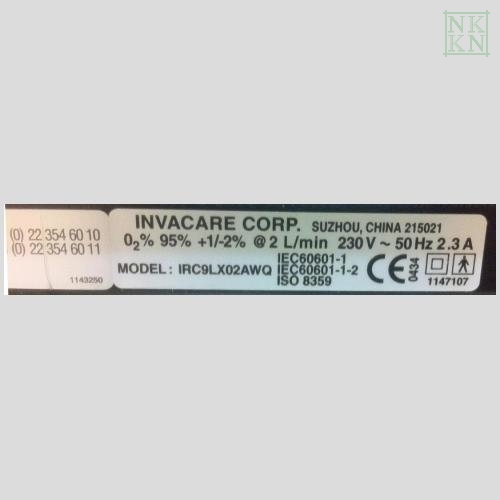 NK
KN
(0) 22 354 60 10
(0) 22 354 60 11
1143250
INVACARE CORP. SUZHOU, CHINA 215021
O2% 95% +1/-2% @ 2 L/min 230 V ~ 50 Hz 2.3 A
MODEL: IRC9LX02AWQ
IEC60601-1
IEC60601-1-2
ISO 8359
CE 0434
1147107